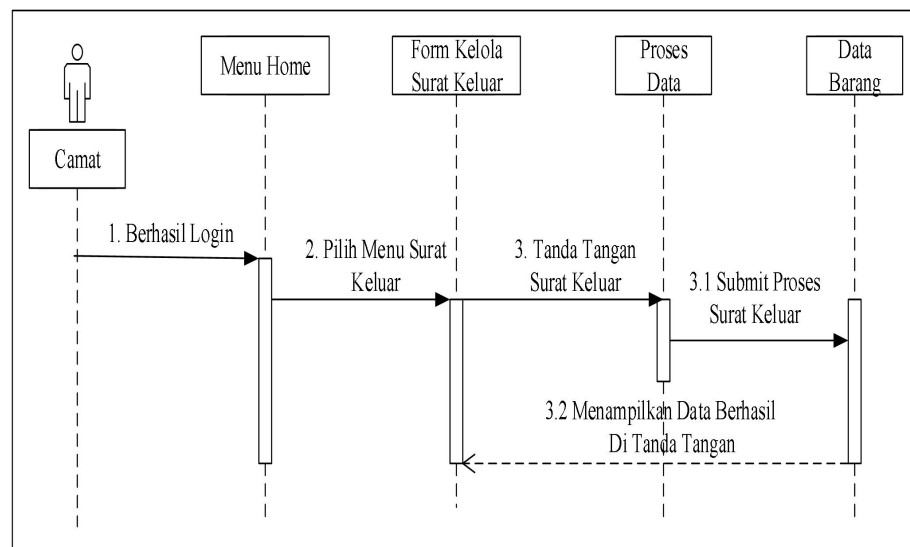 Menu Home
Form Kelola
Surat Keluar
Proses
Data
Data
Barang
Camat
1. Berhasil Login
2. Pilih Menu Surat
Keluar
3. Tanda Tangan
Surat Keluar
3.1 Submit Proses
Surat Keluar
3.2 Menampilkan Data Berhasil
Di Tanda Tangan